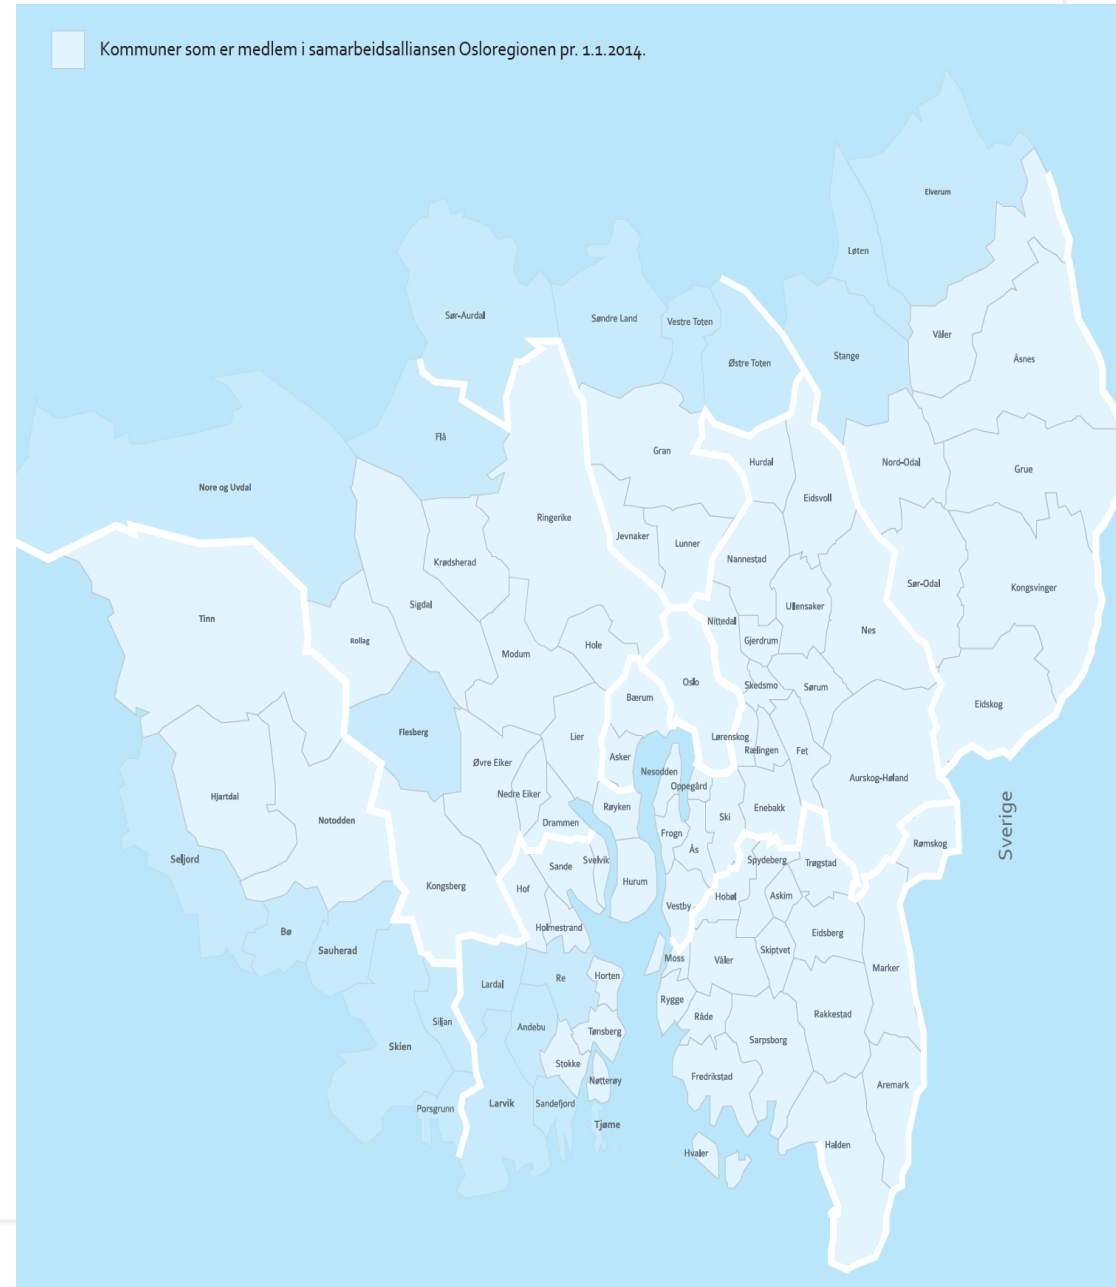 Kommuner som er medlem i samarbeidsalliansen Osloregionen pr. 1.1.2014.
Elverum
Løten
Sør-Aurdal
Søndre Land
Vestre Toten
Østre Toten
Stange
Våler
Åsnes
Flå
Gran
Hurdal
Nord-Odal
Grue
Nore og Uvdal
Eidsvoll
Ringerike
Jevnaker
Lunner
Nannestad
Krødsherad
Sør-Odal
Kongsvinger
Sigdal
Ullensaker
Tinn
Nittedal
Nes
Rollag
Gjerdrum
Hole
Modum
Oslo
Skedsmo
Sørum
Bærum
Eidskog
Flesberg
Lier
Lørenskog
Rælingen
Fet
Asker
Øvre Eiker
Nesodden
Aurskog-Høland
Oppegård
Hjartdal
Nedre Eiker
Røyken
Enebakk
Notodden
Drammen
Ski
Frogn
Sverige
Rømskog
Seljord
Ås
Spydeberg
Trøgstad
Sande
Svelvik
Kongsberg
Hof
Hurum
Vestby
Hobøl
Askim
Holmestrand
Bø
Eidsberg
Sauherad
Skiptvet
Moss
Våler
Marker
Re
Horten
Lardal
Rygge
Råde
Rakkestad
Siljan
Andebu
Tønsberg
Sarpsborg
Skien
Stokke
Fredrikstad
Nøtterøy
Aremark
Porsgrunn
Larvik
Sandefjord
Tjøme
Halden
Hvaler